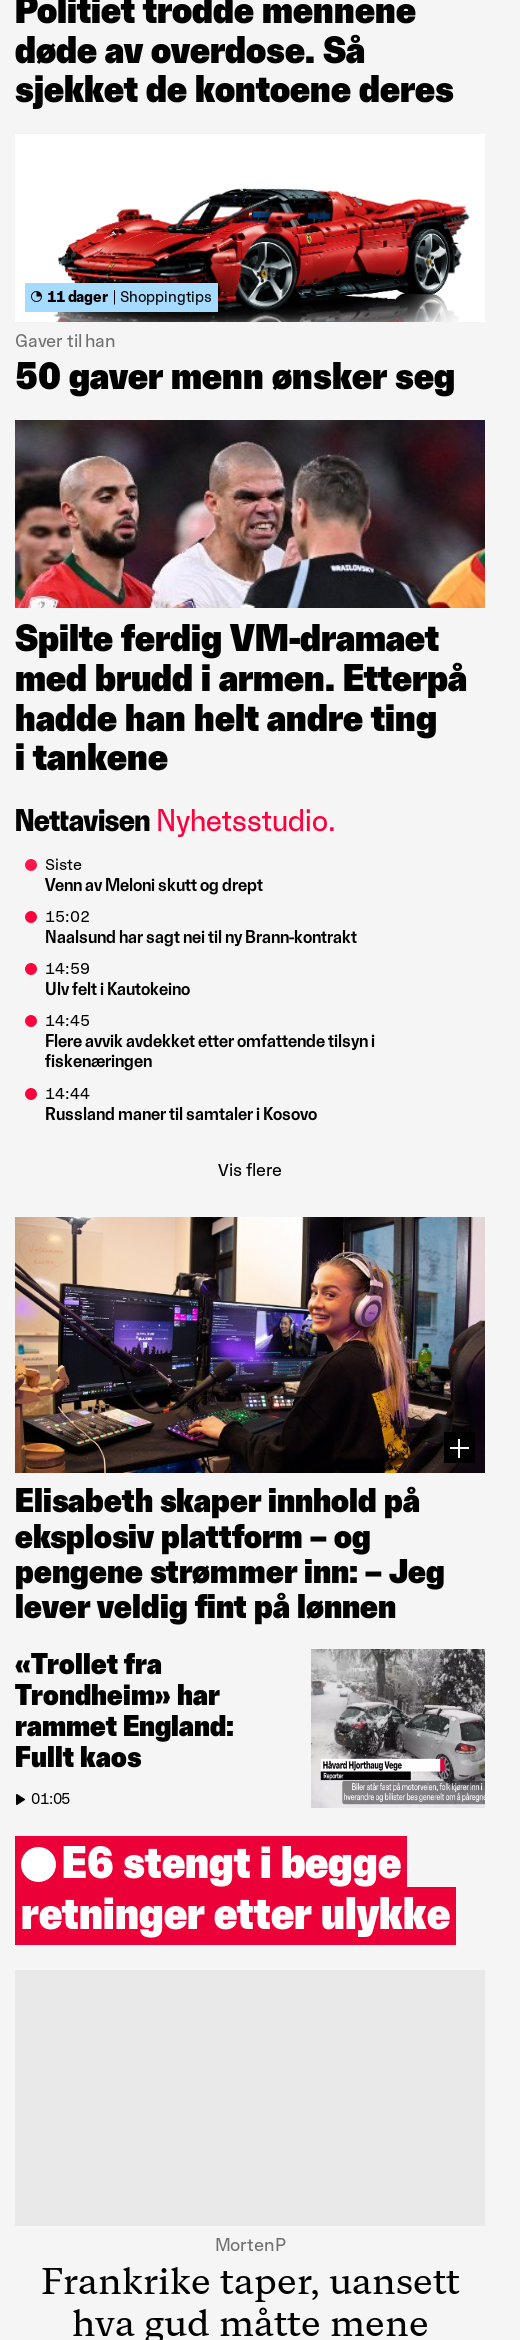 Politiet trodde mennene
døde av overdose. Så
sjekket de kontoene deres
11 dager | Shoppingtips
Gaver til han
50 gaver menn ønsker seg
BRAILOVSKY
Spilte ferdig VM-dramaet
med brudd i armen. Etterpå
hadde han helt andre ting
i tankene
Nettavisen Nyhetsstudio.
Siste
Venn av Meloni skutt og drept
15:02
Naalsund har sagt nei til ny Brann-kontrakt
14:59
Ulv felt i Kautokeino
14:45
Flere avvik avdekket etter omfattende tilsyn i
fiskenæringen
14:44
Russland maner til samtaler i Kosovo
Vis flere
Elisabeth skaper innhold på
eksplosiv plattform – og
pengene strømmer inn: – Jeg
lever veldig fint på lønnen
«Trollet fra
Trondheim» har
rammet England:
Fullt kaos
01:05
Håvard Hjorthaug Vege
Reporter
Biler står fast på motorveien, folk kjører inn i
hverandre og bilister bes generelt om å
E6 stengt i begge
retninger etter ulykke
MortenP
Frankrike taper, uansett
hva gud måtte mene